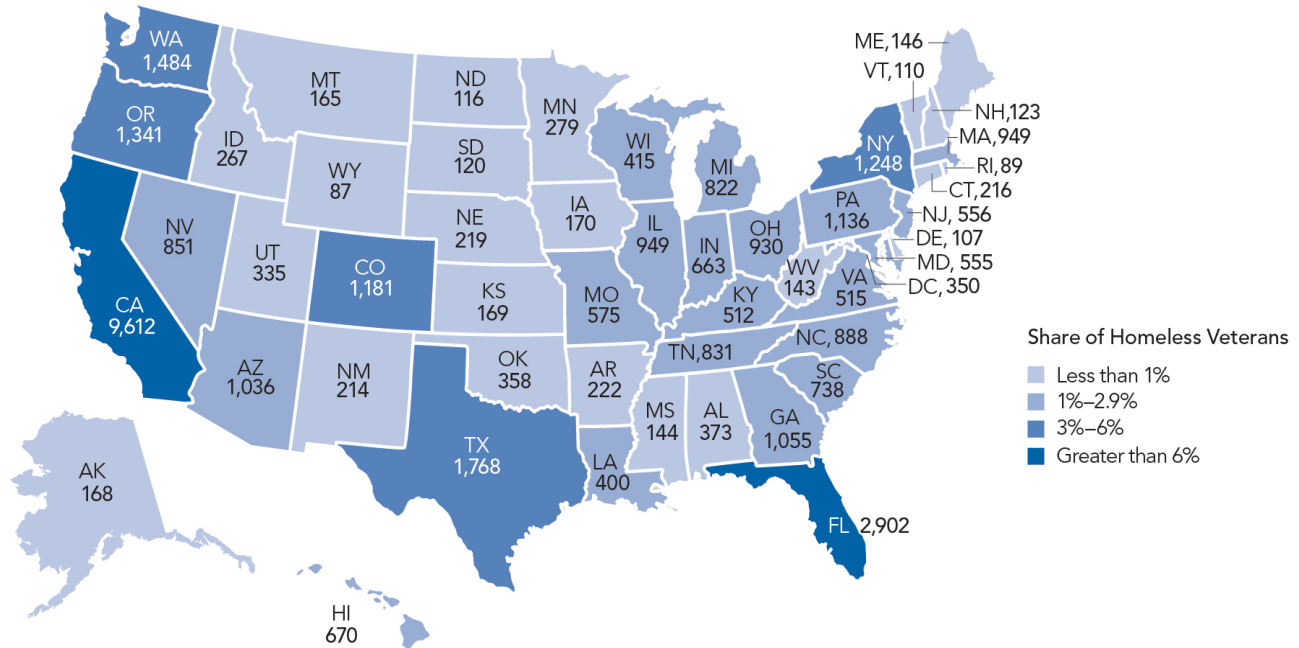 WA
1,484
OR
1,341
CA
9,612
NV
851
ID
267
MT
165
WY
87
UT
335
AZ
1,036
CO
1,181
NM
214
ND
116
SD
120
NE
219
KS
169
OK
358
TX
1,768
MN
279
IA
170
MO
575
AR
222
LA
400
WI
415
IL
949
MI
822
IN
663
OH
930
KY
512
TN,831
MS
144
AL
373
GA
1,055
FL 2,902
SC
738
NC,888
VA
515
WV
143
PA
1,136
NY
1,248
ME,146
VT,110
NH,123
MA,949
RI,89
CT,216
NJ, 556
DE, 107
MD, 555
DC,350
AK
168
HI
670
Share of Homeless Veterans
Less than 1%
1%–2.9%
3%–6%
Greater than 6%